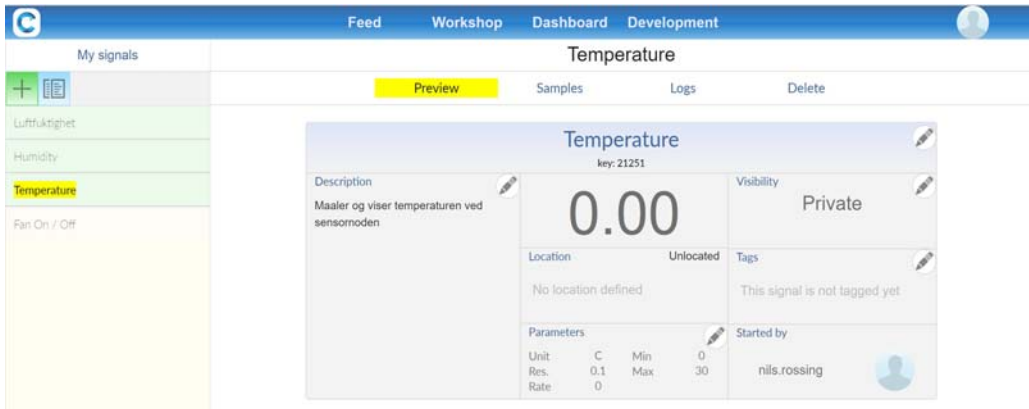 C
Feed Workshop Dashboard Development
My signals
Temperature
Preview Samples Logs Delete
Luftfuktighet
Humidity
Temperature
Fan On / Off
Temperature
key: 21251
Description
Maaler og viser temperaturen ved
sensornoden
0.00
Visibility
Private
Location Unlocated
No location defined
Tags
This signal is not tagged yet
Parameters
Unit C Min 0
Res. 0.1 Max 30
Rate 0
Started by
nils.rossing